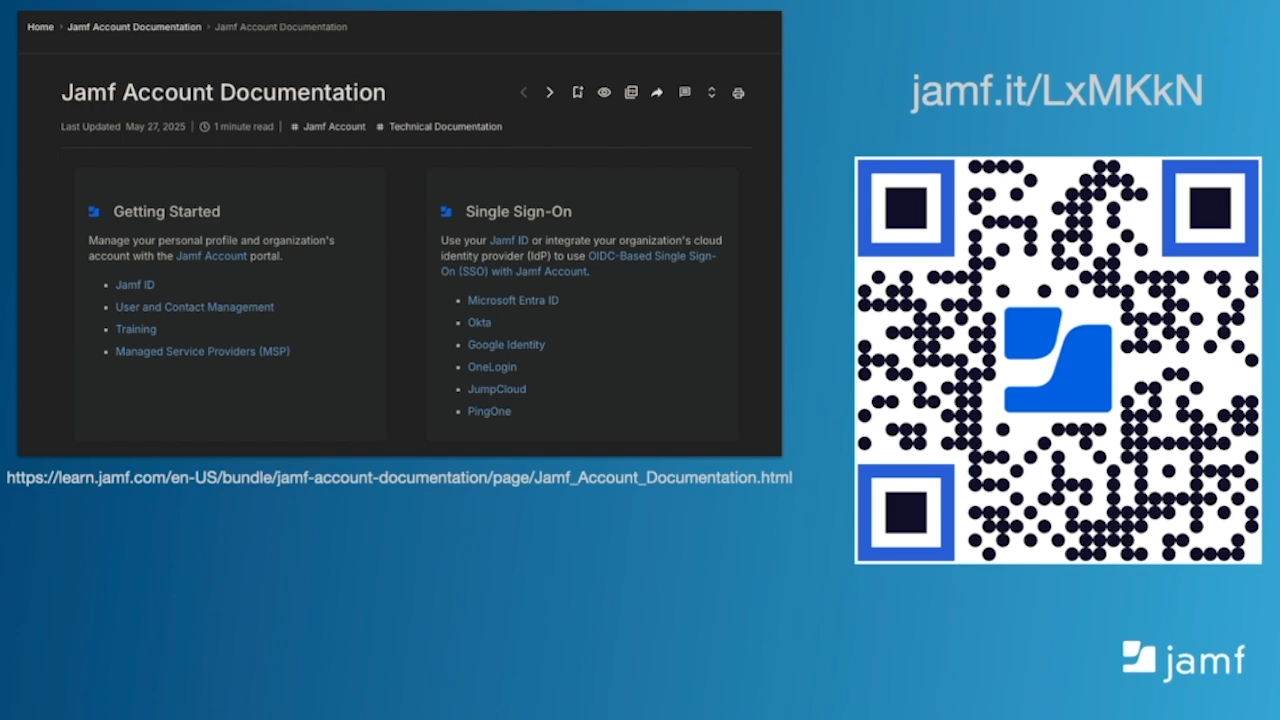 Home › Jamf Account Documentation › Jamf Account Documentation
Jamf Account Documentation
Last Updated May 27, 2025 | 1 minute read | # Jamf Account # Technical Documentation
Getting Started
Manage your personal profile and organization's
account with the Jamf Account portal.
• Jamf ID
• User and Contact Management
• Training
• Managed Service Providers (MSP)
Single Sign-On
Use your Jamf ID or integrate your organization's cloud
identity provider (IdP) to use OIDC-Based Single Sign-
On (SSO) with Jamf Account.
• Microsoft Entra ID
• Okta
• Google Identity
• OneLogin
• JumpCloud
• PingOne
https://learn.jamf.com/en-US/bundle/jamf-account-documentation/page/Jamf_Account_Documentation.html
jamf.it/LxMKkN
jamf